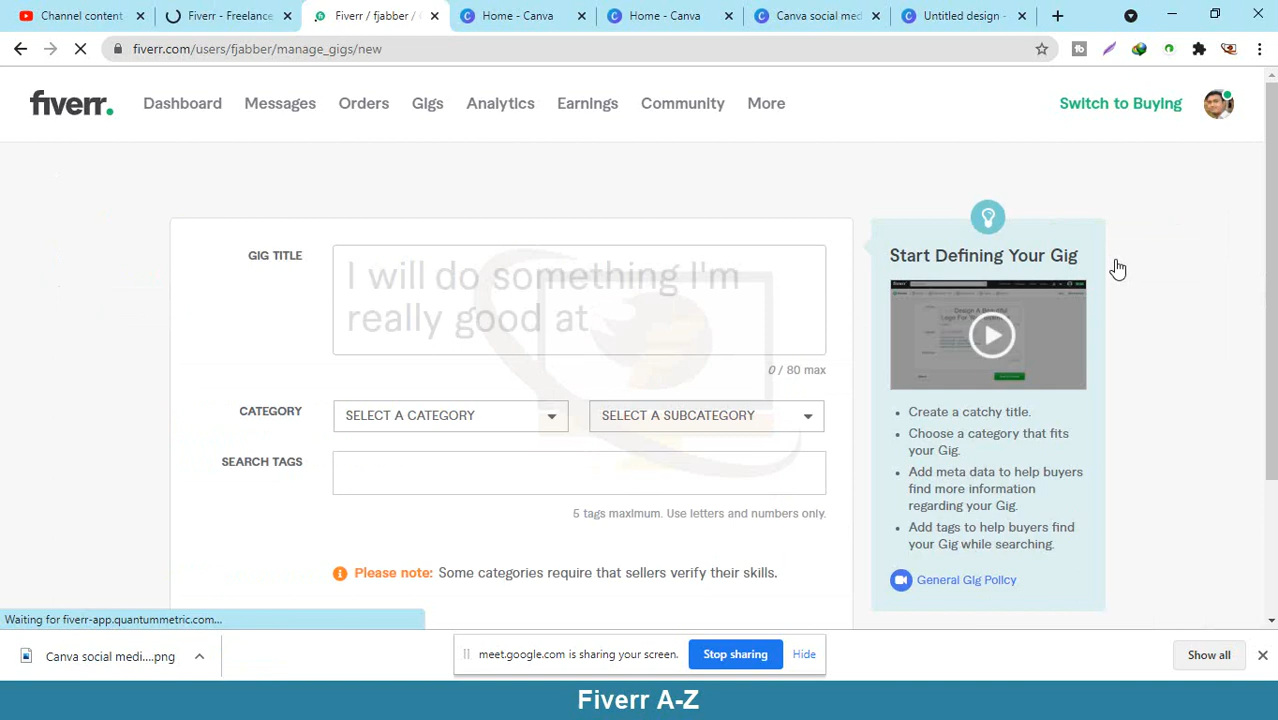 Channel content
Fiverr - Freelance
Fiverr / fjabber /
Home - Canva
Home - Canva
Canva social med
Untitled design -
fiverr.com/users/fjabber/manage_gigs/new
fiverr.
Dashboard
Messages
Orders
Gigs
Analytics
Earnings
Community
More
Switch to Buying
GIG TITLE
I will do something I'm
really good at
0 / 80 max
CATEGORY
SELECT A CATEGORY
SELECT A SUBCATEGORY
SEARCH TAGS
5 tags maximum. Use letters and numbers only.
Please note: Some categories require that sellers verify their skills.
Start Defining Your Gig
• Create a catchy title.
• Choose a category that fits
your Gig.
• Add meta data to help buyers
find more information
regarding your Gig.
• Add tags to help buyers find
your Gig while searching.
General Gig Policy
Waiting for fiverr-app.quantummetric.com...
Canva social medi....png
meet.google.com is sharing your screen.
Stop sharing
Hide
Show all
Fiverr A-Z